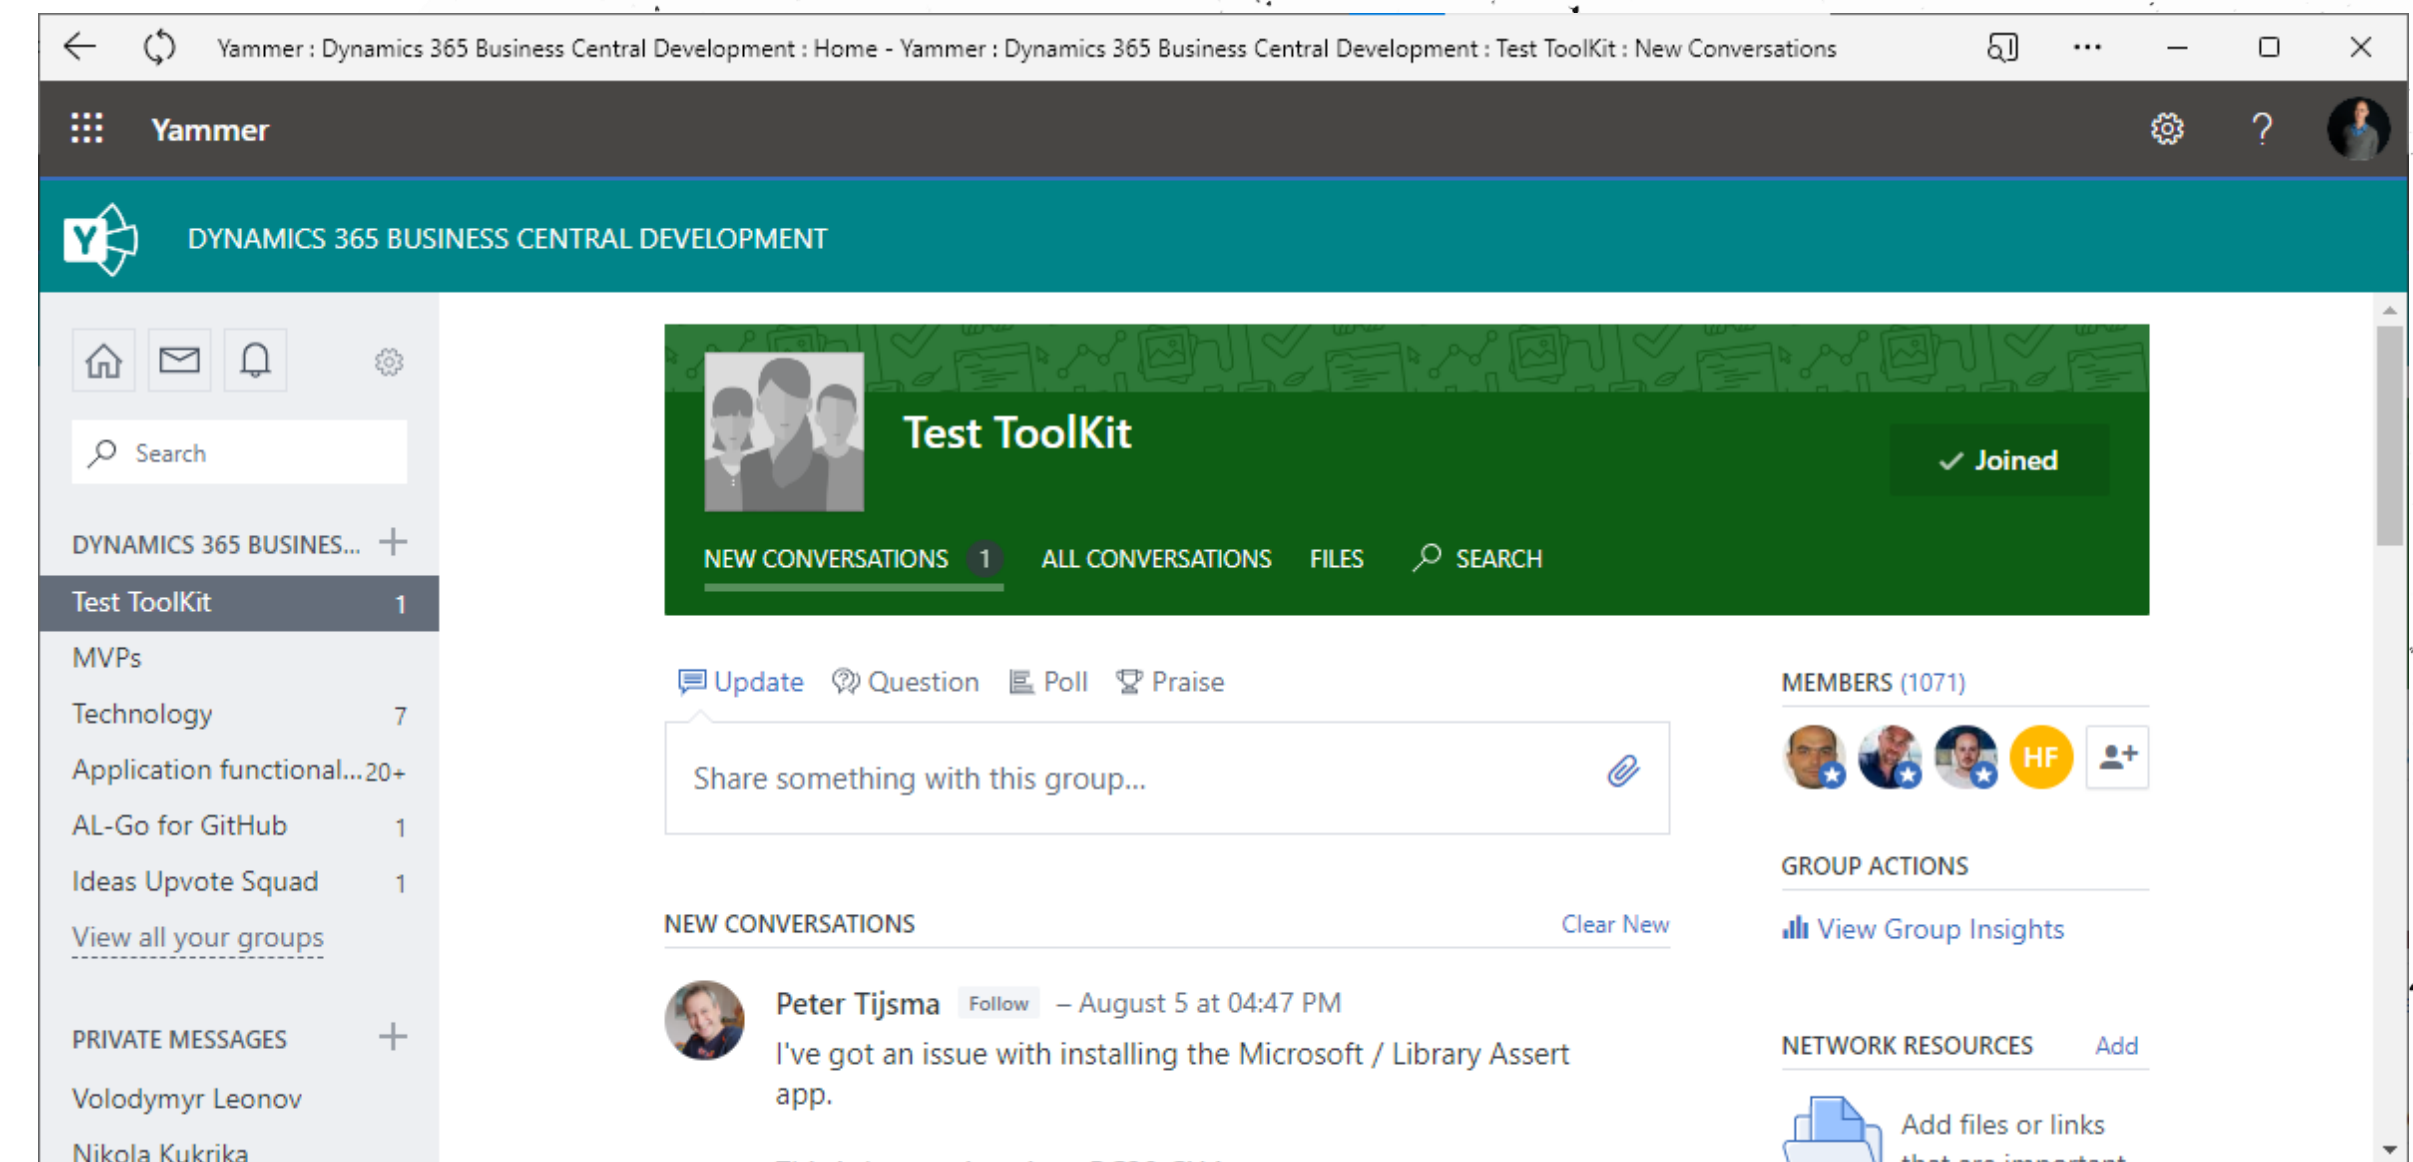 Yammer : Dynamics 365 Business Central Development : Home - Yammer : Dynamics 365 Business Central Development : Test ToolKit : New Conversations
Yammer
?
Y
DYNAMICS 365 BUSINESS CENTRAL DEVELOPMENT
Search
DYNAMICS 365 BUSINES...
Test ToolKit 1
MVPs
Technology 7
Application functional... 20+
AL-Go for GitHub 1
Ideas Upvote Squad 1
View all your groups
PRIVATE MESSAGES
Volodymyr Leonov
Nikola Kukrika
Test ToolKit
Joined
NEW CONVERSATIONS 1 ALL CONVERSATIONS FILES SEARCH
Update Question Poll Praise
Share something with this group...
NEW CONVERSATIONS Clear New
Peter Tijsma Follow – August 5 at 04:47 PM
I've got an issue with installing the Microsoft / Library Assert
app.
MEMBERS (1071)
HF
GROUP ACTIONS
View Group Insights
NETWORK RESOURCES Add
Add files or links
that are important